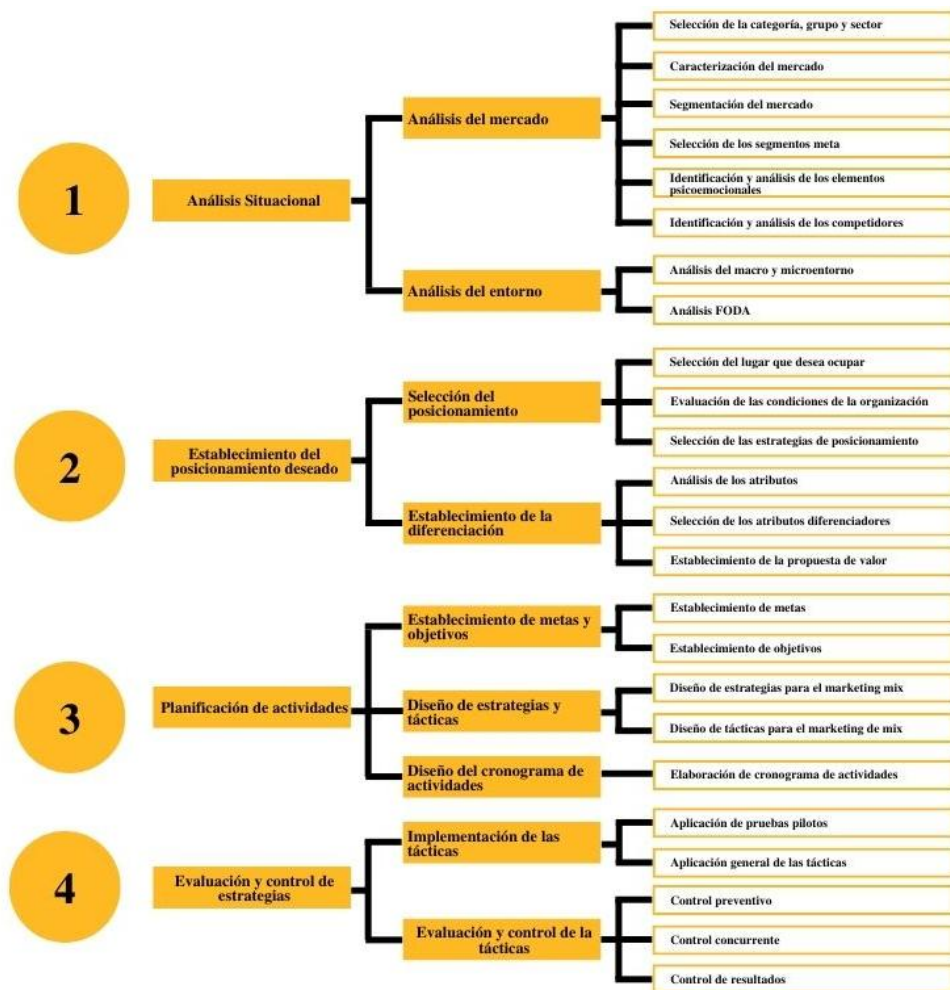 1
Análisis Situacional
Análisis del mercado
Selección de la categoría, grupo y sector
Caracterización del mercado
Segmentación del mercado
Selección de los segmentos meta
Identificación y análisis de los elementos
psicoemocionales
Identificación y análisis de los competidores
Análisis del entorno
Análisis del macro y microentorno
Análisis FODA
2
Establecimiento del
posicionamiento deseado
Selección del
posicionamiento
Selección del lugar que desea ocupar
Evaluación de las condiciones de la organización
Selección de las estrategias de posicionamiento
Establecimiento de la
diferenciación
Análisis de los atributos
Selección de los atributos diferenciadores
Establecimiento de la propuesta de valor
3
Planificación de actividades
Establecimiento de metas y
objetivos
Establecimiento de metas
Establecimiento de objetivos
Diseño de estrategias y
tácticas
Diseño de estrategias para el marketing mix
Diseño de tácticas para el marketing de mix
Diseño del cronograma de
actividades
Elaboración de cronograma de actividades
4
Evaluación y control de
estrategias
Implementación de las
tácticas
Aplicación de pruebas pilotos
Aplicación general de las tácticas
Evaluación y control de la
tácticas
Control preventivo
Control concurrente
Control de resultados